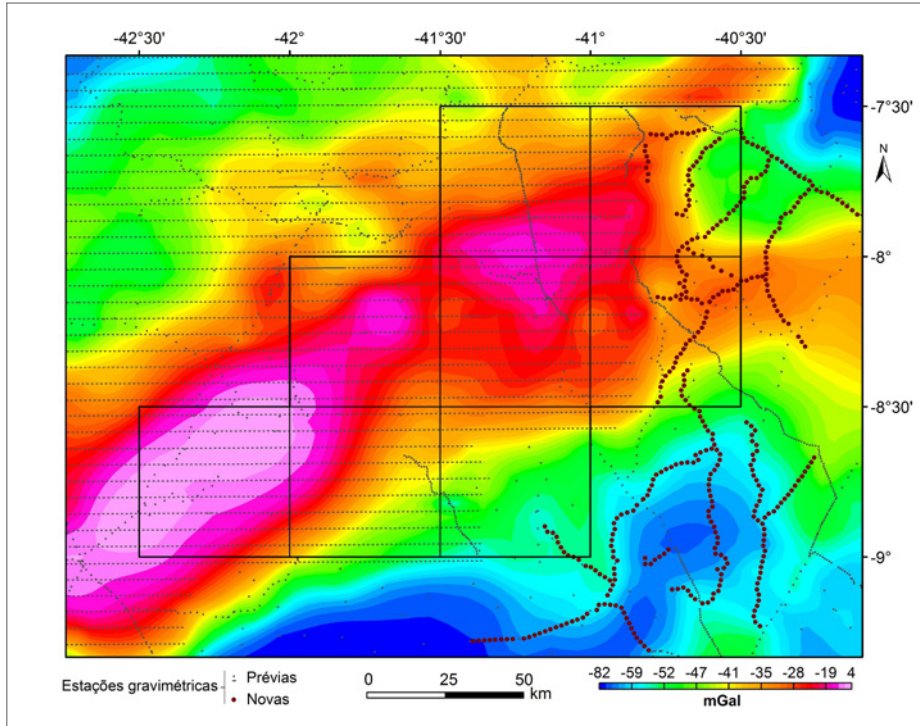 -42°30' -42° -41°30' -41° -40°30'
-7°30'
N
-8°
-8°30'
-9°
Estações gravimétricas
Prévias
Novas
0 25 50
km
-82 -59 -52 -47 -41 -35 -28 -19 4
mGal